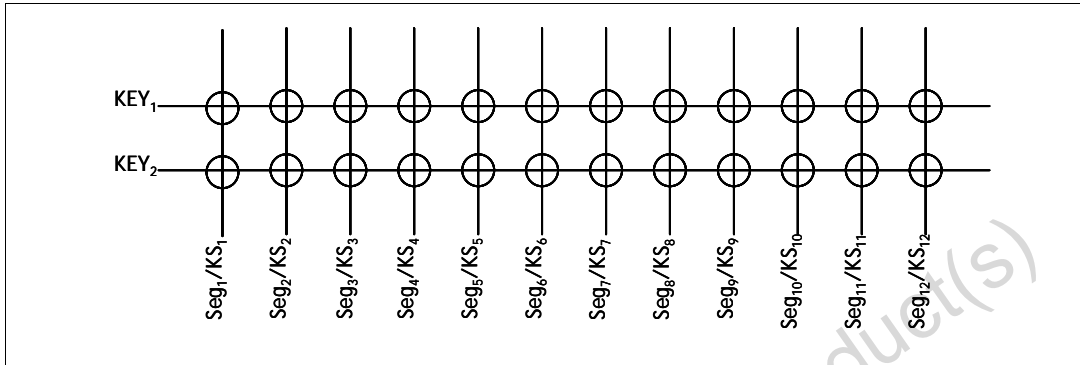 KEY₁
KEY₂
Seg₁/KS₁
Seg₂/KS₂
Seg₃/KS₃
Seg₄/KS₄
Seg₅/KS₅
Seg₆/KS₆
Seg₇/KS₇
Seg₈/KS₈
Seg₉/KS₉
Seg₁₀/KS₁₀
Seg₁₁/KS₁₁
Seg₁₂/KS₁₂
duct(s)